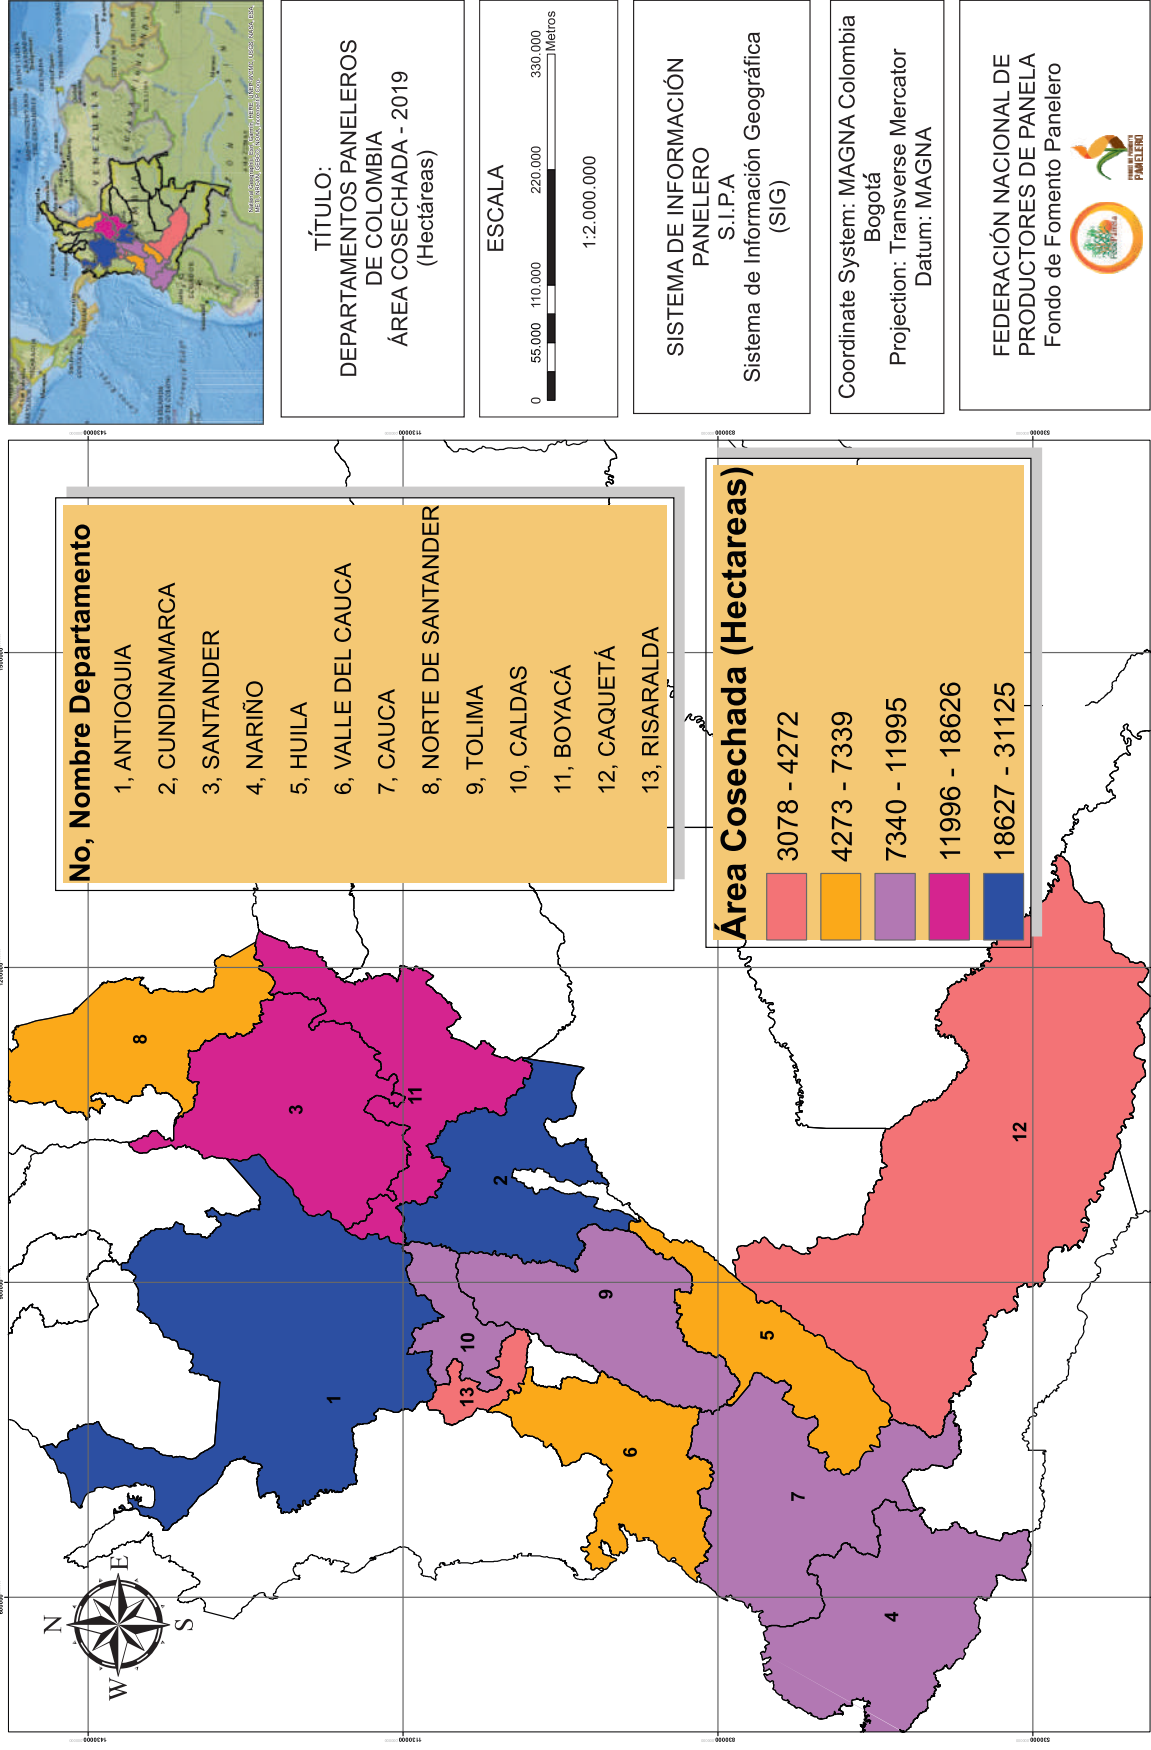 N
E
S
W
No, Nombre Departamento
1, ANTIOQUIA
2, CUNDINAMARCA
3, SANTANDER
4, NARIÑO
5, HUILA
6, VALLE DEL CAUCA
7, CAUCA
8, NORTE DE SANTANDER
9, TOLIMA
10, CALDAS
11, BOYACÁ
12, CAQUETÁ
13, RISARALDA
Área Cosechada (Hectareas)
3078 - 4272
4273 - 7339
7340 - 11995
11996 - 18626
18627 - 31125
1
2
3
4
5
6
7
8
9
10
11
12
13
TÍTULO:
DEPARTAMENTOS PANELEROS
DE COLOMBIA
ÁREA COSECHADA - 2019
(Hectáreas)
ESCALA
0 55.000 110.000 220.000 330.000
Metros
1:2.000.000
SISTEMA DE INFORMACIÓN
PANELERO
S.I.P.A
Sistema de Información Geográfica
(SIG)
Coordinate System: MAGNA Colombia
Bogotá
Projection: Transverse Mercator
Datum: MAGNA
FEDERACIÓN NACIONAL DE
PRODUCTORES DE PANELA
Fondo de Fomento Panelero
PANELERO
VENEZUELA